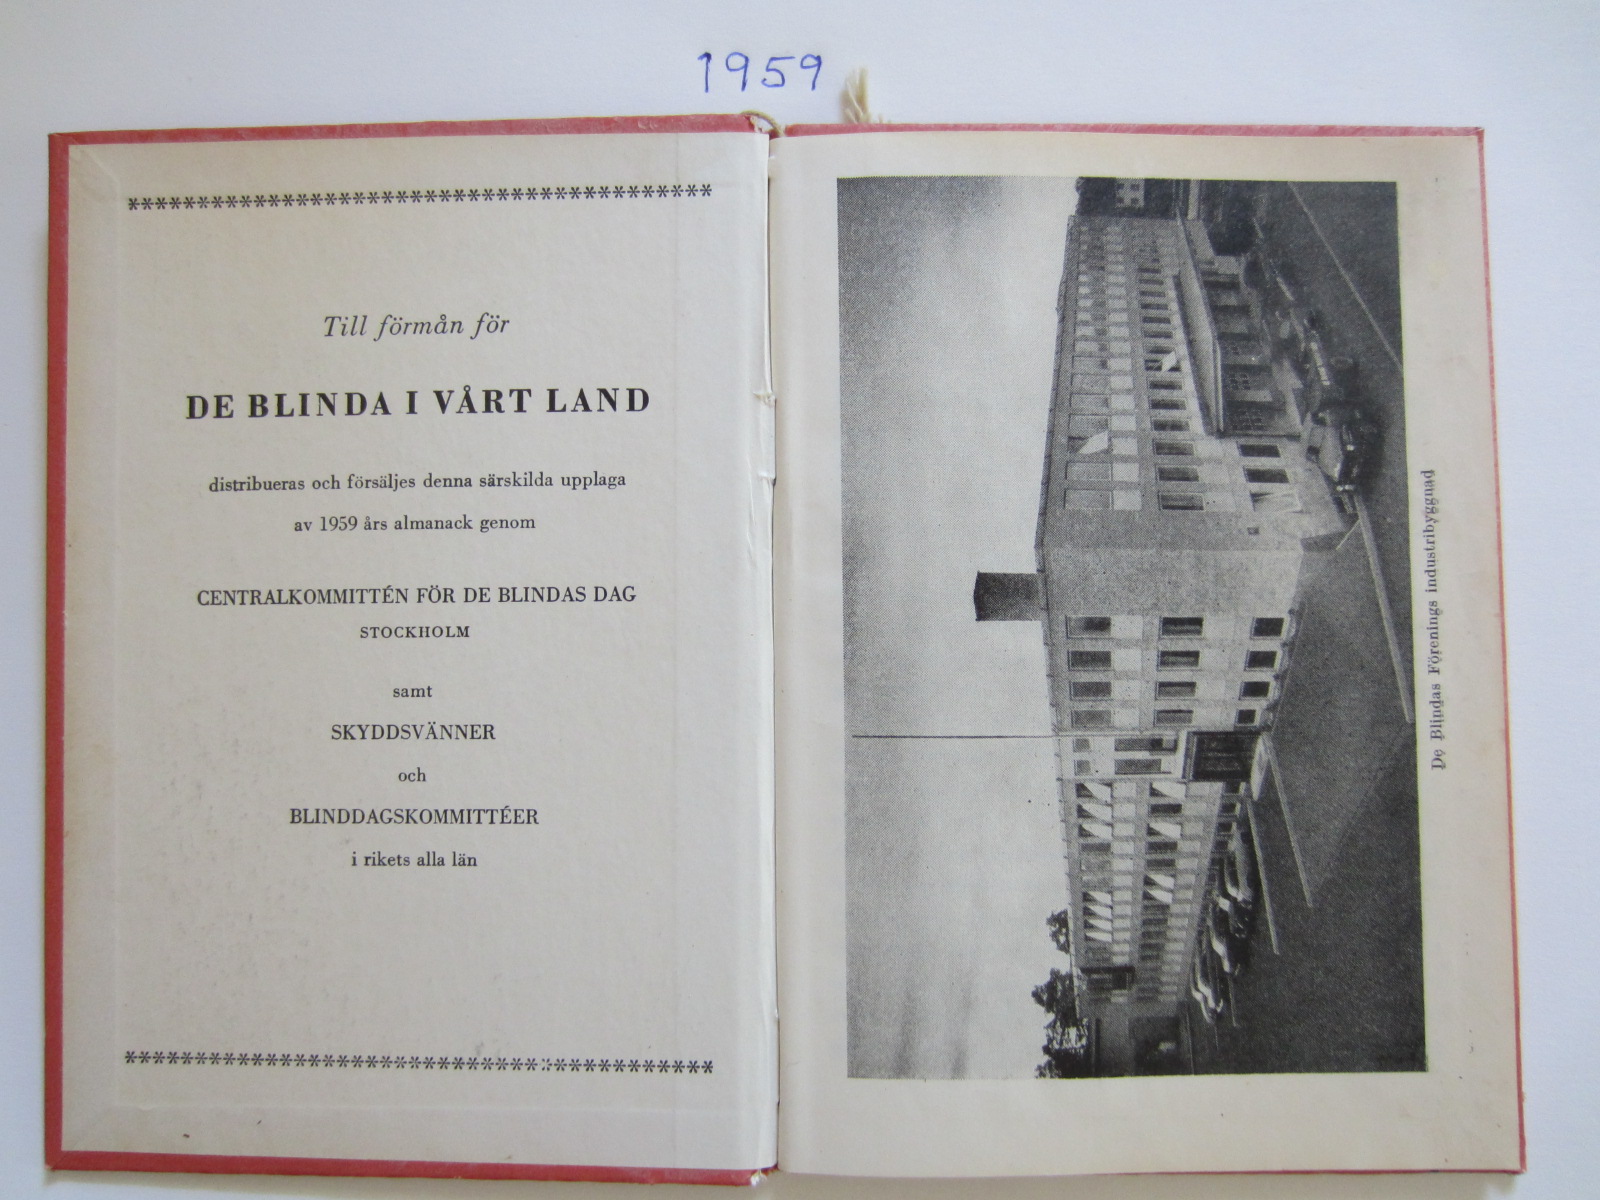 1959
*****************************************
Till förmån för
DE BLINDA I VÅRT LAND
distribueras och försäljes denna särskilda upplaga
av 1959 års almanack genom
CENTRALKOMMITTÉN FÖR DE BLINDAS DAG
STOCKHOLM
samt
SKYDDSVÄNNER
och
BLINDDAGSKOMMITTÉER
i rikets alla län
*****************************************
De Blindas Förenings industribyggnad